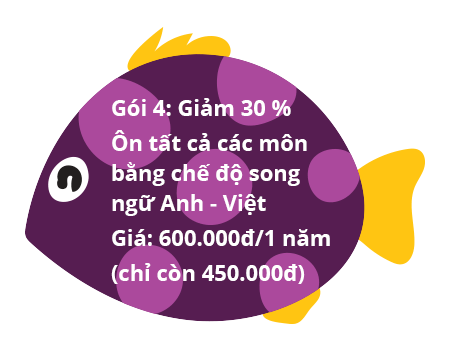 Gói 4: Giảm 30 %
Ôn tất cả các môn
bằng chế độ song
ngữ Anh - Việt
Giá: 600.000đ/1 năm
(chỉ còn 450.000đ)